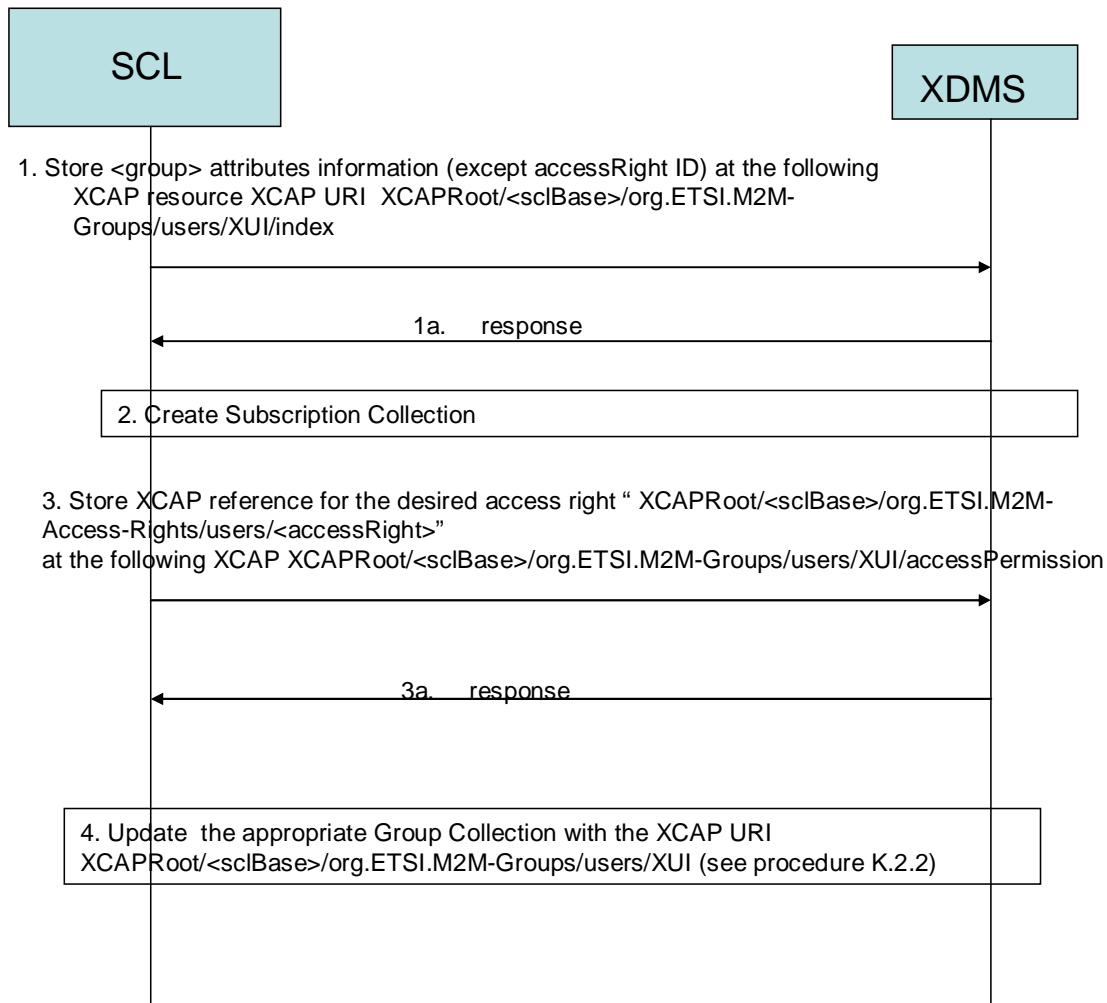 SCL
XDMS
1. Store <group> attributes information (except accessRight ID) at the following
XCAP resource XCAP URI XCAPRoot/<sclBase>/org.ETSI.M2M-
Groups/users/XUI/index
1a. response
2. Create Subscription Collection
3. Store XCAP reference for the desired access right “ XCAPRoot/<sclBase>/org.ETSI.M2M-
Access-Rights/users/<accessRight>”
at the following XCAP XCAPRoot/<sclBase>/org.ETSI.M2M-Groups/users/XUI/accessPermission
3a. response
4. Update the appropriate Group Collection with the XCAP URI
XCAPRoot/<sclBase>/org.ETSI.M2M-Groups/users/XUI (see procedure K.2.2)